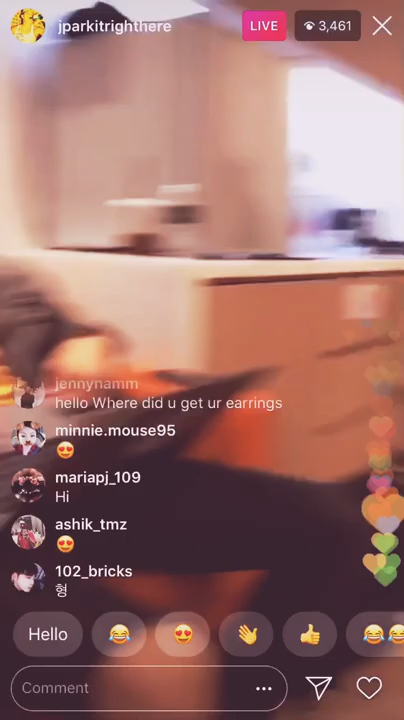 jparkitrighthere
LIVE
3,461
jennynamm
hello Where did u get ur earrings
minnie.mouse95
😍
mariapj_109
Hi
ashik_tmz
😍
102_bricks
형
Hello
😂
😍
👋
👍
😂😂
Comment